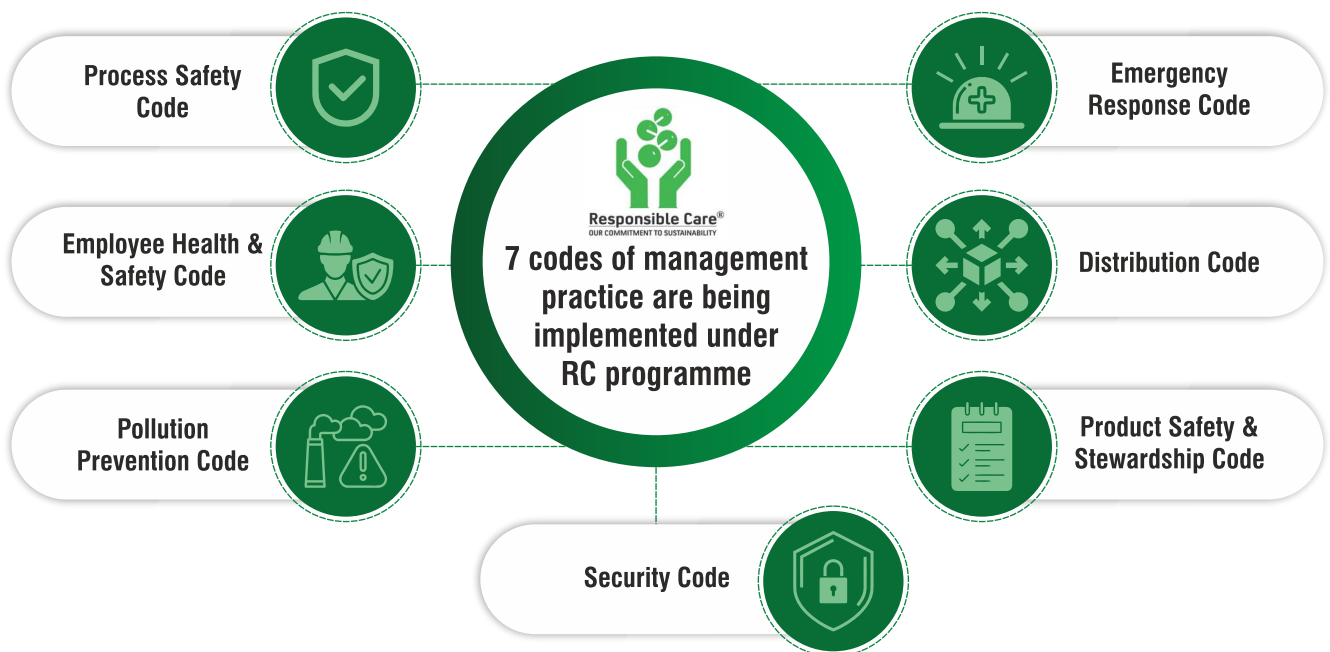 Process Safety
Code
Employee Health &
Safety Code
Pollution
Prevention Code
Responsible Care®
OUR COMMITMENT TO SUSTAINABILITY
7 codes of management
practice are being
implemented under
RC programme
Emergency
Response Code
Distribution Code
Product Safety &
Stewardship Code
Security Code